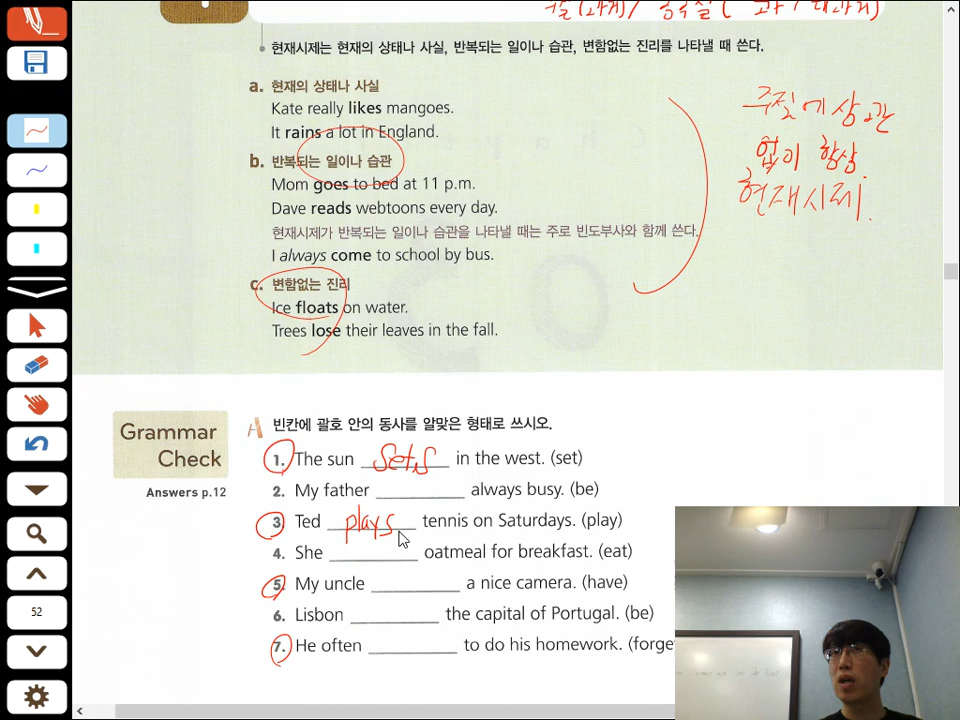 현재시제는 현재의 상태나 사실, 반복되는 일이나 습관, 변함없는 진리를 나타낼 때 쓴다.
a. 현재의 상태나 사실
Kate really likes mangoes.
It rains a lot in England.
b. 반복되는 일이나 습관
Mom goes to bed at 11 p.m.
Dave reads webtoons every day.
현재시제가 반복되는 일이나 습관을 나타낼 때는 주로 빈도부사와 함께 쓴다.
I always come to school by bus.
c. 변함없는 진리
Ice floats on water.
Trees lose their leaves in the fall.
상관
없이 항상
현재시제.
Grammar
Check
Answers p.12
A 빈칸에 괄호 안의 동사를 알맞은 형태로 쓰시오.
1. The sun sets in the west. (set)
2. My father always busy. (be)
3. Ted plays tennis on Saturdays. (play)
4. She oatmeal for breakfast. (eat)
5. My uncle a nice camera. (have)
6. Lisbon the capital of Portugal. (be)
7. He often to do his homework. (forge
52